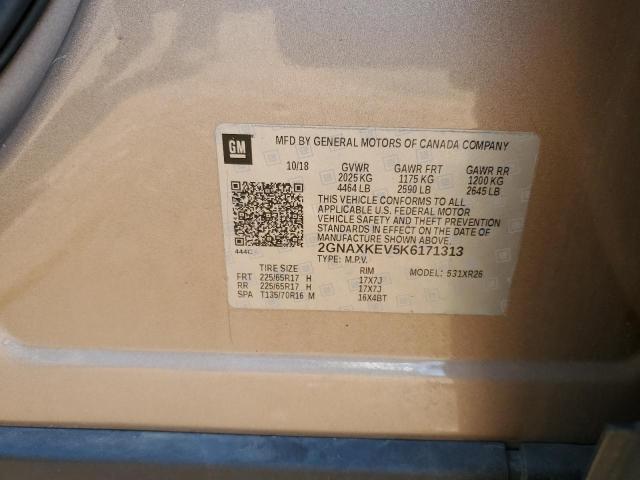 GM
MFD BY GENERAL MOTORS OF CANADA COMPANY
10/18 GVWR GAWR FRT GAWR RR
2025 KG 1175 KG 1200 KG
4464 LB 2590 LB 2645 LB
THIS VEHICLE CONFORMS TO ALL
APPLICABLE U.S. FEDERAL MOTOR
VEHICLE SAFETY AND THEFT PREVENTION
STANDARDS IN EFFECT ON THE DATE OF
MANUFACTURE SHOWN ABOVE.
444C 2GNAXKEV5K6171313
TYPE: M.P.V.
TIRE SIZE RIM MODEL: 531XR26
FRT 225/65R17 H 17X7J
RR 225/65R17 H 17X7J
SPA T135/70R16 M 16X4BT